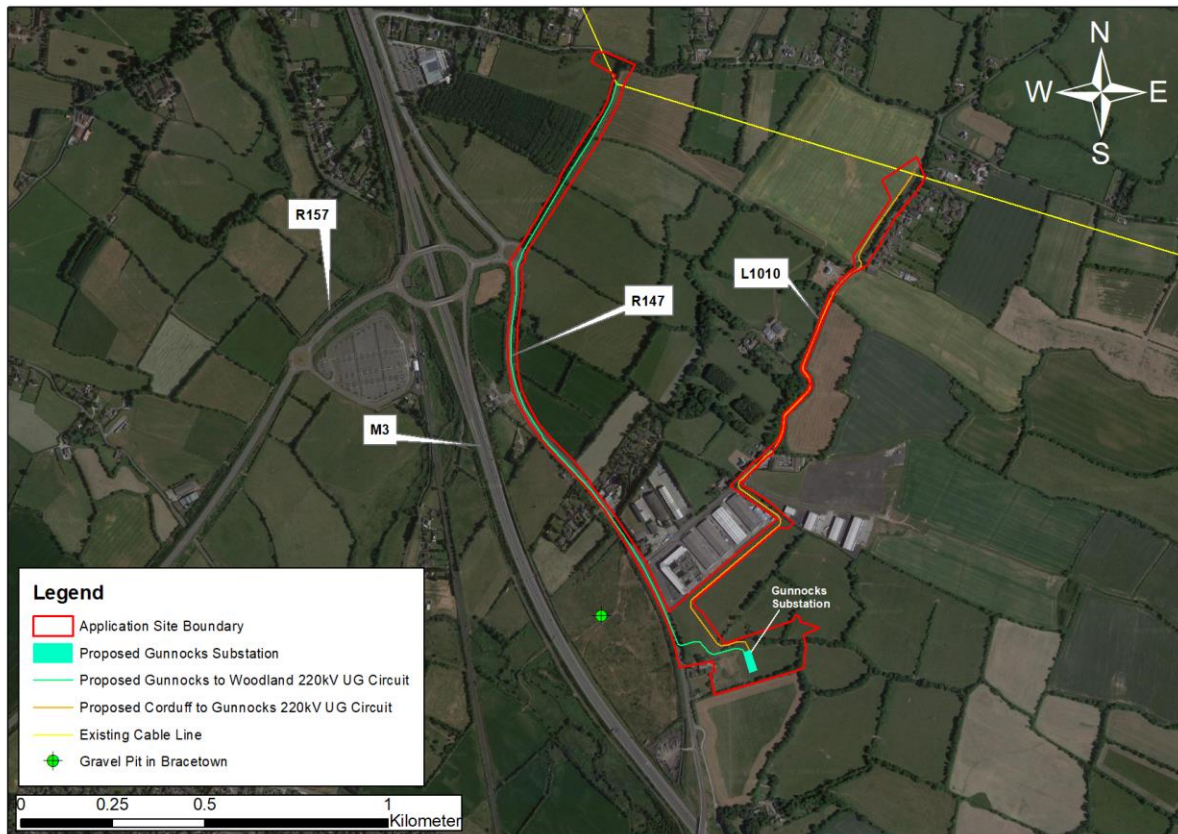 N
W E
S
R157
R147
L1010
M3
Gunnocks
Substation
Legend
Application Site Boundary
Proposed Gunnocks Substation
Proposed Gunnocks to Woodland 220kV UG Circuit
Proposed Corduff to Gunnocks 220kV UG Circuit
Existing Cable Line
Gravel Pit in Bracetown
0 0.25 0.5 1
Kilometer